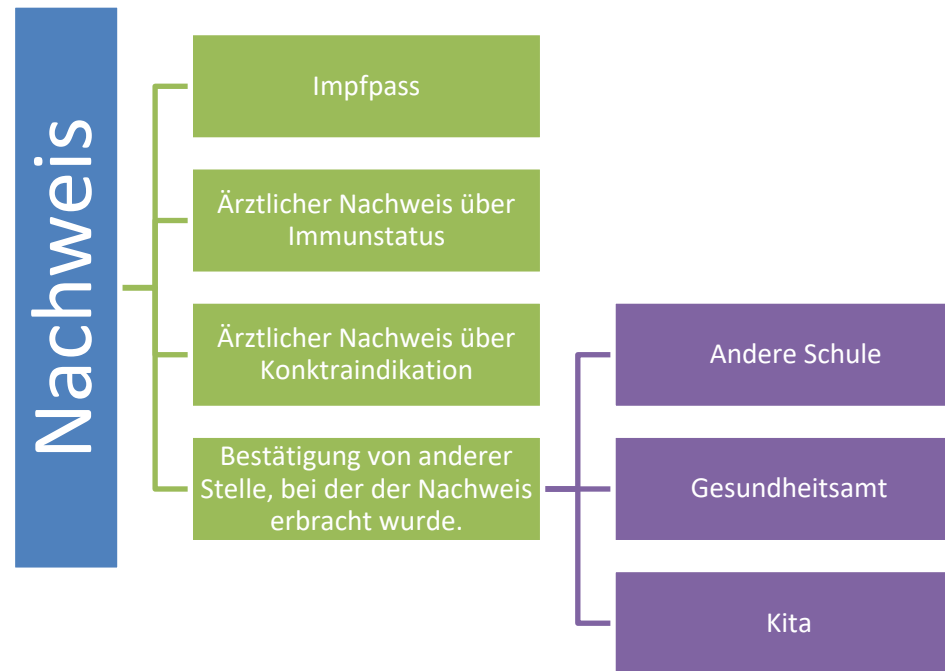 Nachweis
Impfpass
Ärztlicher Nachweis über
Immunstatus
Ärztlicher Nachweis über
Konktraindikation
Bestätigung von anderer
Stelle, bei der der Nachweis
erbracht wurde.
Andere Schule
Gesundheitsamt
Kita